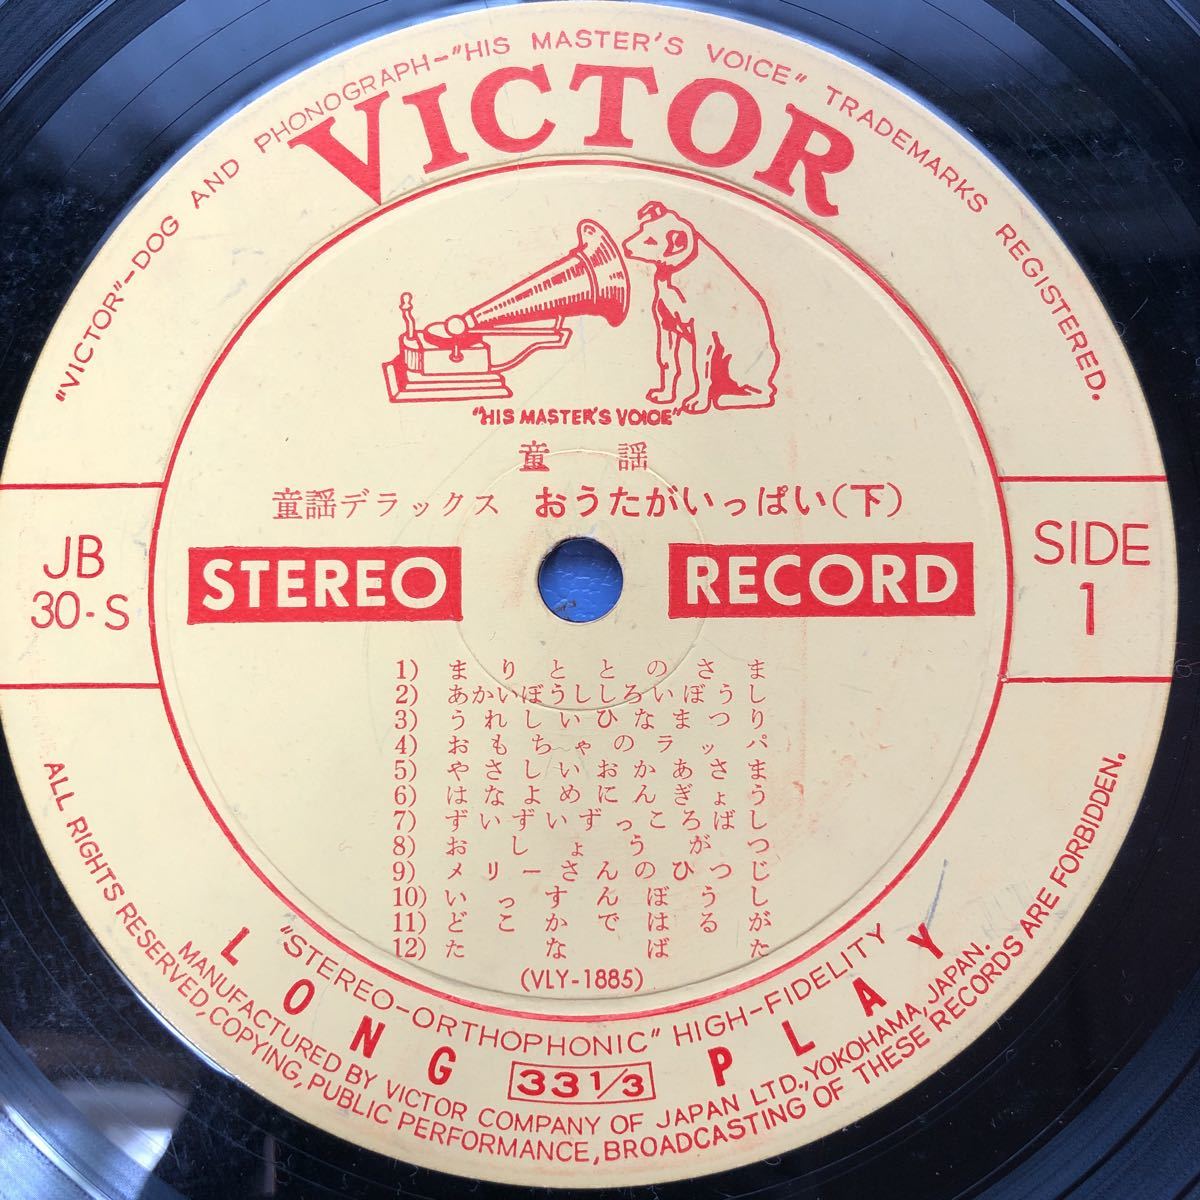 "VICTOR"–DOG AND PHONOGRAPH–"HIS MASTER'S VOICE" TRADEMARKS REGISTERED.
VICTOR
"HIS MASTER'S VOICE"
童謡
童謡デラックス おうたがいっぱい(下)
JB
30-S
STEREO RECORD
SIDE
1
1) まりととのさま
2) あかいぼうししろいぼうし
3) うれしいひなまつり
4) おもちゃのラッパ
5) やさしいおかあさま
6) はなよめにんぎょう
7) ずいずいずっころばし
8) おしょうがつ
9) メリーさんのひつじ
10) いっすんぼうし
11) どこかではるが
12) たなばた
(VLY-1885)
"STEREO–ORTHOPHONIC" HIGH–FIDELITY
LONG PLAY
33 1/3
MANUFACTURED BY VICTOR COMPANY OF JAPAN LTD., YOKOHAMA, JAPAN.
ALL RIGHTS RESERVED, COPYING, PUBLIC PERFORMANCE, BROADCASTING OF THESE RECORDS ARE FORBIDDEN.